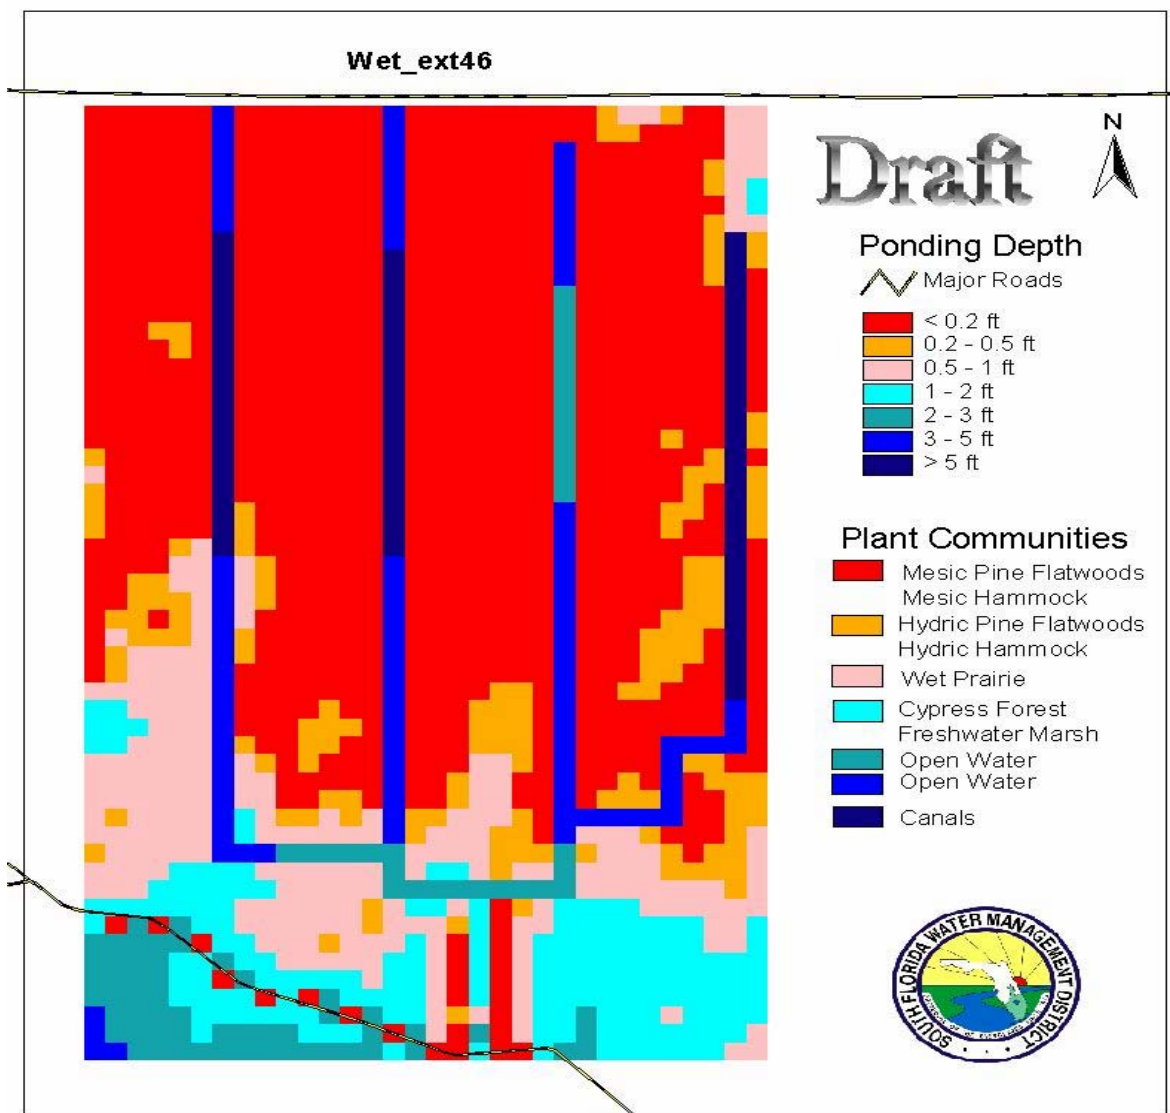 Wet_ext46
Draft
N
Ponding Depth
Major Roads
< 0.2 ft
0.2 - 0.5 ft
0.5 - 1 ft
1 - 2 ft
2 - 3 ft
3 - 5 ft
> 5 ft
Plant Communities
Mesic Pine Flatwoods
Mesic Hammock
Hydric Pine Flatwoods
Hydric Hammock
Wet Prairie
Cypress Forest
Freshwater Marsh
Open Water
Open Water
Canals
SOUTH FLORIDA WATER MANAGEMENT DISTRICT